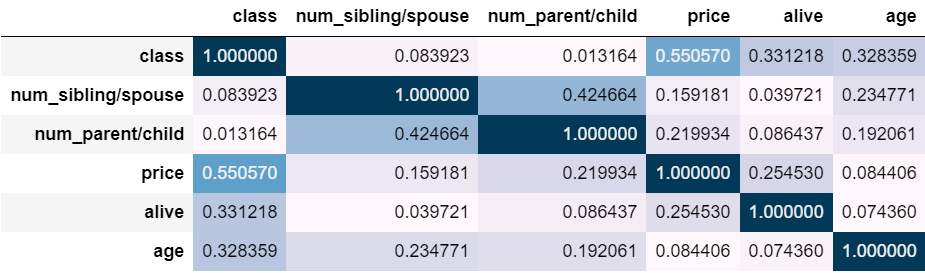 class num_sibling/spouse num_parent/child price alive age
class 1.000000 0.083923 0.013164 0.550570 0.331218 0.328359
num_sibling/spouse 0.083923 1.000000 0.424664 0.159181 0.039721 0.234771
num_parent/child 0.013164 0.424664 1.000000 0.219934 0.086437 0.192061
price 0.550570 0.159181 0.219934 1.000000 0.254530 0.084406
alive 0.331218 0.039721 0.086437 0.254530 1.000000 0.074360
age 0.328359 0.234771 0.192061 0.084406 0.074360 1.000000